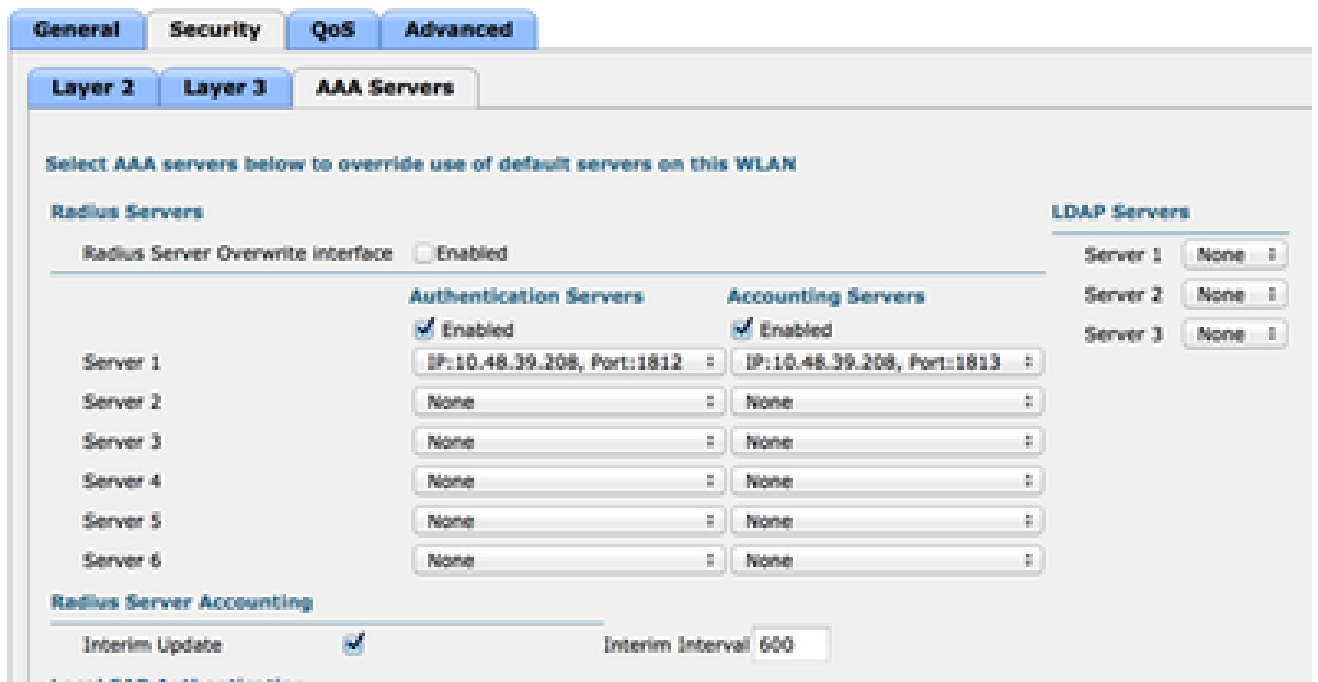 General Security QoS Advanced
Layer 2 Layer 3 AAA Servers
Select AAA servers below to override use of default servers on this WLAN
Radius Servers
LDAP Servers
Radius Server Overwrite interface Enabled
Server 1 None
Server 2 None
Server 3 None
Authentication Servers Accounting Servers
Enabled Enabled
Server 1 IP:10.48.39.208, Port:1812 IP:10.48.39.208, Port:1813
Server 2 None None
Server 3 None None
Server 4 None None
Server 5 None None
Server 6 None None
Radius Server Accounting
Interim Update Interim Interval 600